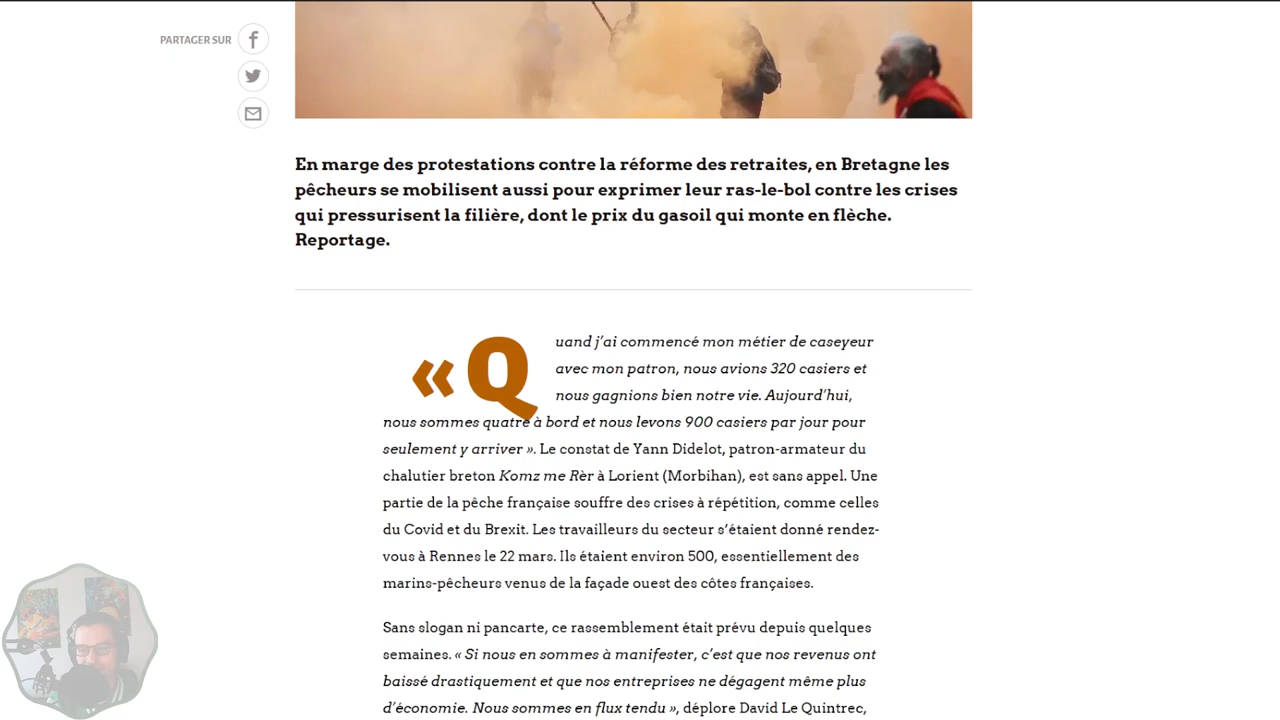 PARTAGER SUR
En marge des protestations contre la réforme des retraites, en Bretagne les
pêcheurs se mobilisent aussi pour exprimer leur ras-le-bol contre les crises
qui pressurisent la filière, dont le prix du gasoil qui monte en flèche.
Reportage.
« Quand j’ai commencé mon métier de caseyeur
avec mon patron, nous avions 320 casiers et
nous gagnions bien notre vie. Aujourd’hui,
nous sommes quatre à bord et nous levons 900 casiers par jour pour
seulement y arriver ». Le constat de Yann Didelot, patron-armateur du
chalutier breton Komz me Rèr à Lorient (Morbihan), est sans appel. Une
partie de la pêche française souffre des crises à répétition, comme celles
du Covid et du Brexit. Les travailleurs du secteur s’étaient donné rendez-
vous à Rennes le 22 mars. Ils étaient environ 500, essentiellement des
marins-pêcheurs venus de la façade ouest des côtes françaises.
Sans slogan ni pancarte, ce rassemblement était prévu depuis quelques
semaines. « Si nous en sommes à manifester, c’est que nos revenus ont
baissé drastiquement et que nos entreprises ne dégagent même plus
d’économie. Nous sommes en flux tendu », déplore David Le Quintrec,